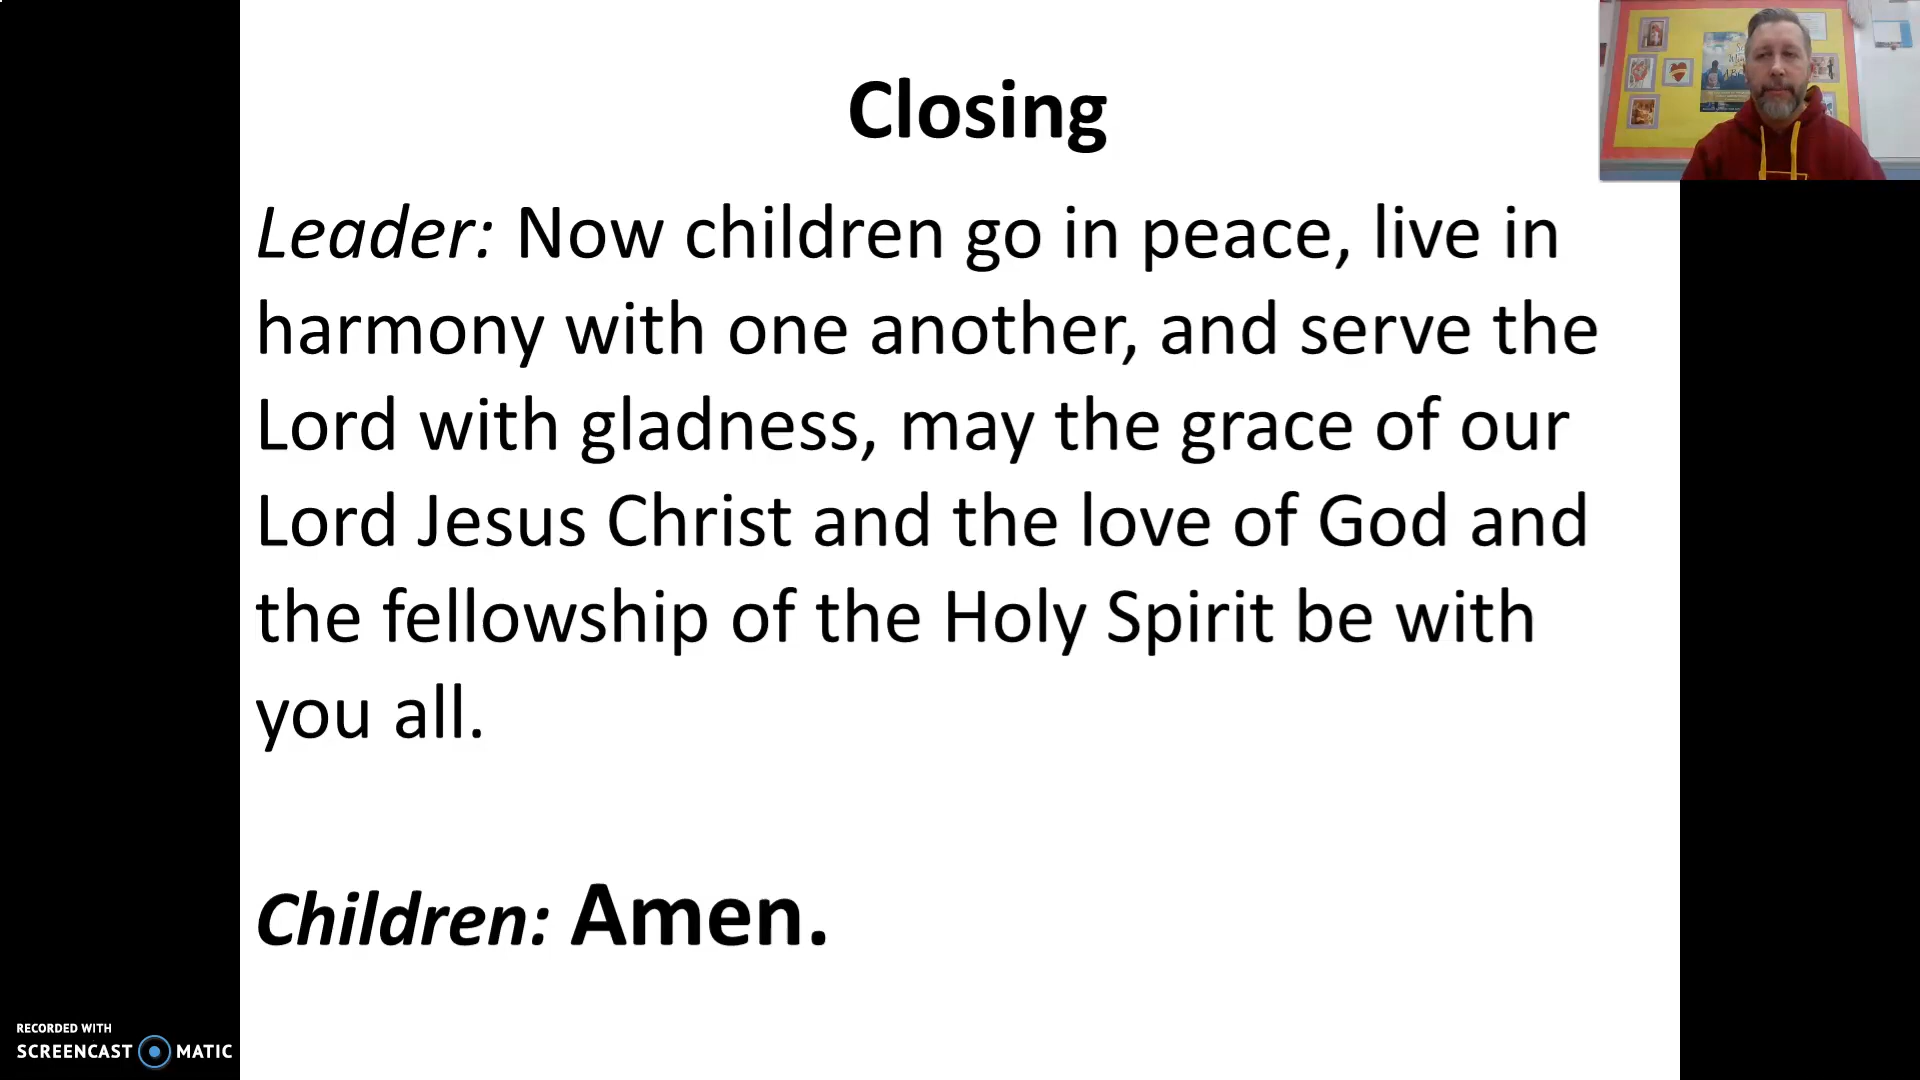 Closing
Leader: Now children go in peace, live in
harmony with one another, and serve the
Lord with gladness, may the grace of our
Lord Jesus Christ and the love of God and
the fellowship of the Holy Spirit be with
you all.
Children: Amen.
RECORDED WITH
SCREENCAST MATIC